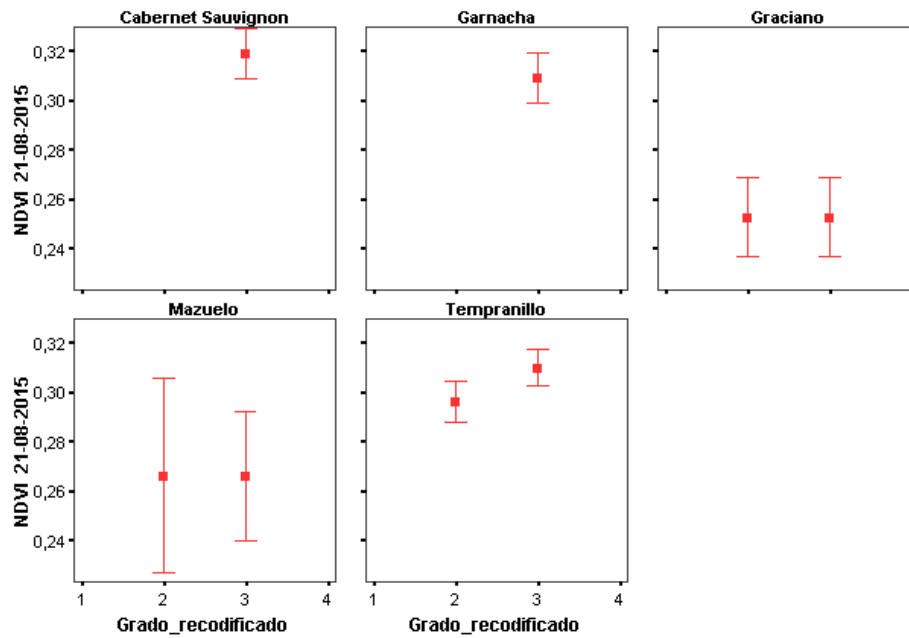 Cabernet Sauvignon
Garnacha
Graciano
NDVI 21-08-2015
0,32
0,30
0,28
0,26
0,24
Mazuelo
Tempranillo
NDVI 21-08-2015
0,32
0,30
0,28
0,26
0,24
1 2 3 4
1 2 3 4
Grado_recodificado
Grado_recodificado